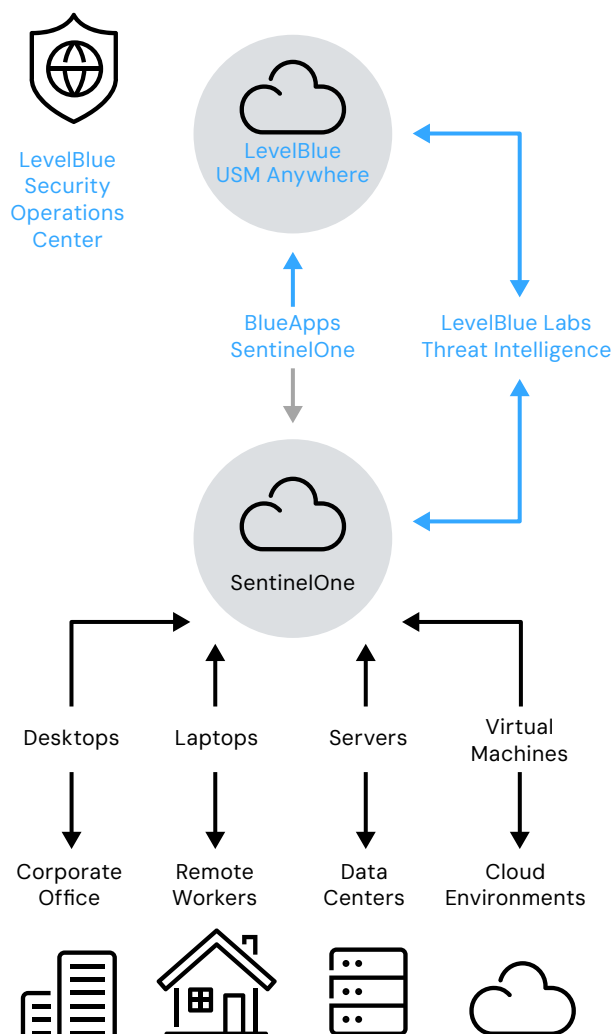 LevelBlue
Security
Operations
Center
LevelBlue
USM Anywhere
BlueApps
SentinelOne
LevelBlue Labs
Threat Intelligence
SentinelOne
Desktops
Laptops
Servers
Virtual
Machines
Corporate
Office
Remote
Workers
Data
Centers
Cloud
Environments